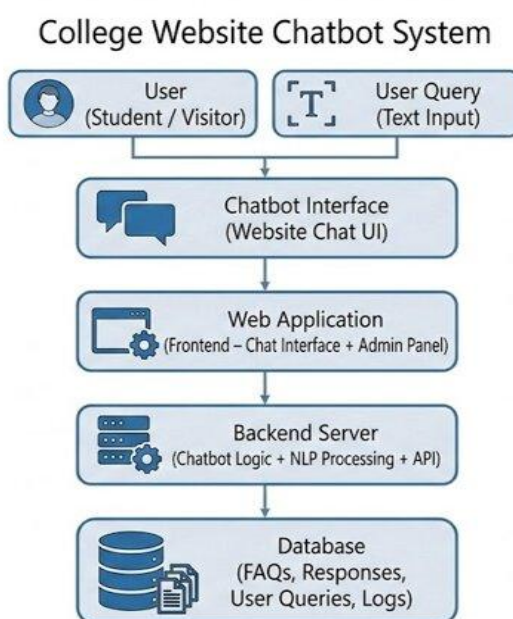 College Website Chatbot System
User
(Student / Visitor)
User Query
(Text Input)
T
Chatbot Interface
(Website Chat UI)
Web Application
(Frontend – Chat Interface + Admin Panel)
Backend Server
(Chatbot Logic + NLP Processing + API)
Database
(FAQs, Responses,
User Queries, Logs)